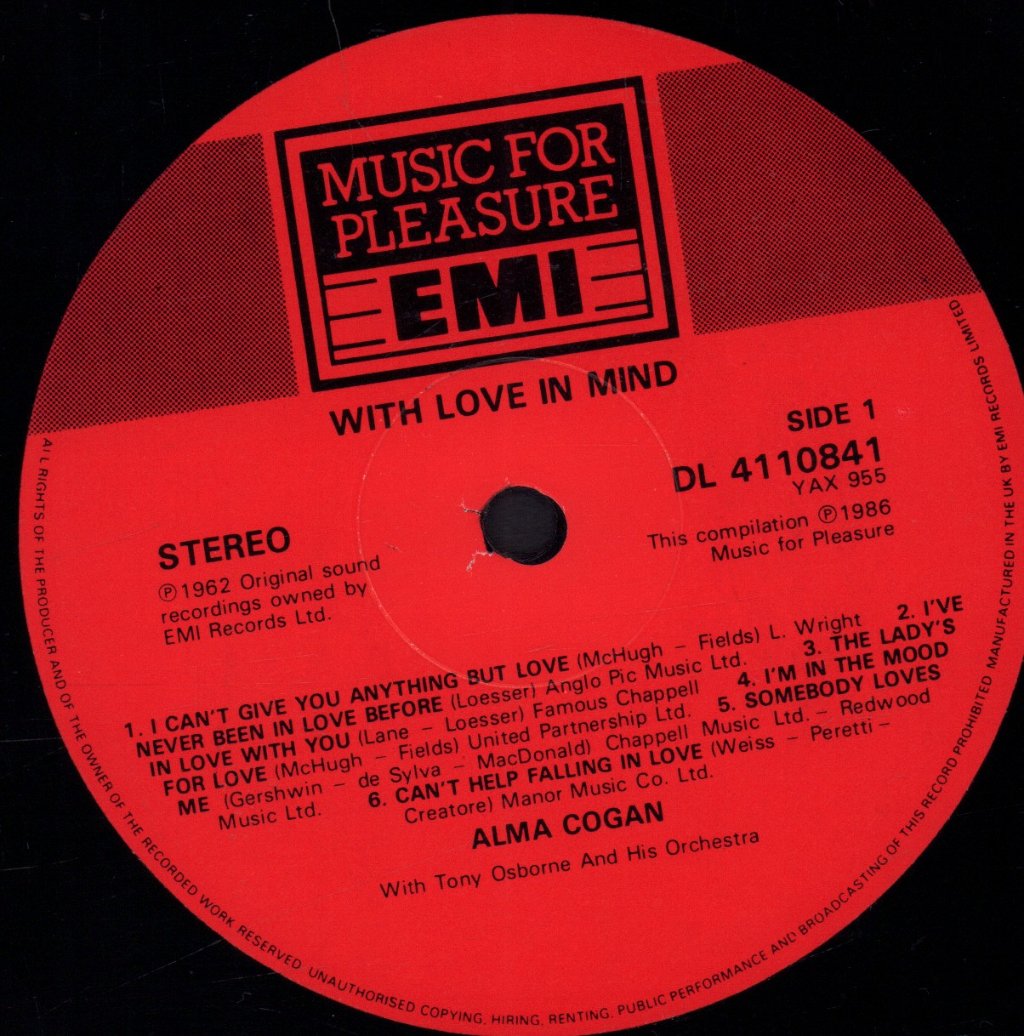 MUSIC FOR
PLEASURE
EMI
WITH LOVE IN MIND
SIDE 1
DL 4110841
YAX 955
This compilation ℗1986
Music for Pleasure
STEREO
℗1962 Original sound
recordings owned by
EMI Records Ltd.
1. I CAN'T GIVE YOU ANYTHING BUT LOVE (McHugh – Fields) L. Wright 2. I'VE
NEVER BEEN IN LOVE BEFORE (Loesser) Anglo Pic Music Ltd. 3. THE LADY'S
IN LOVE WITH YOU (Lane – Loesser) Famous Chappell 4. I'M IN THE MOOD
FOR LOVE (McHugh – Fields) United Partnership Ltd. 5. SOMEBODY LOVES
ME (Gershwin – de Sylva – MacDonald) Chappell Music Ltd. – Redwood
Music Ltd. 6. CAN'T HELP FALLING IN LOVE (Weiss – Peretti –
Creatore) Manor Music Co. Ltd.
ALMA COGAN
With Tony Osborne And His Orchestra
ALL RIGHTS OF THE PRODUCER AND OF THE OWNER OF THE RECORDED WORK RESERVED UNAUTHORISED COPYING, HIRING, RENTING, PUBLIC PERFORMANCE AND BROADCASTING OF THIS RECORD PROHIBITED MANUFACTURED IN THE UK BY EMI RECORDS LIMITED